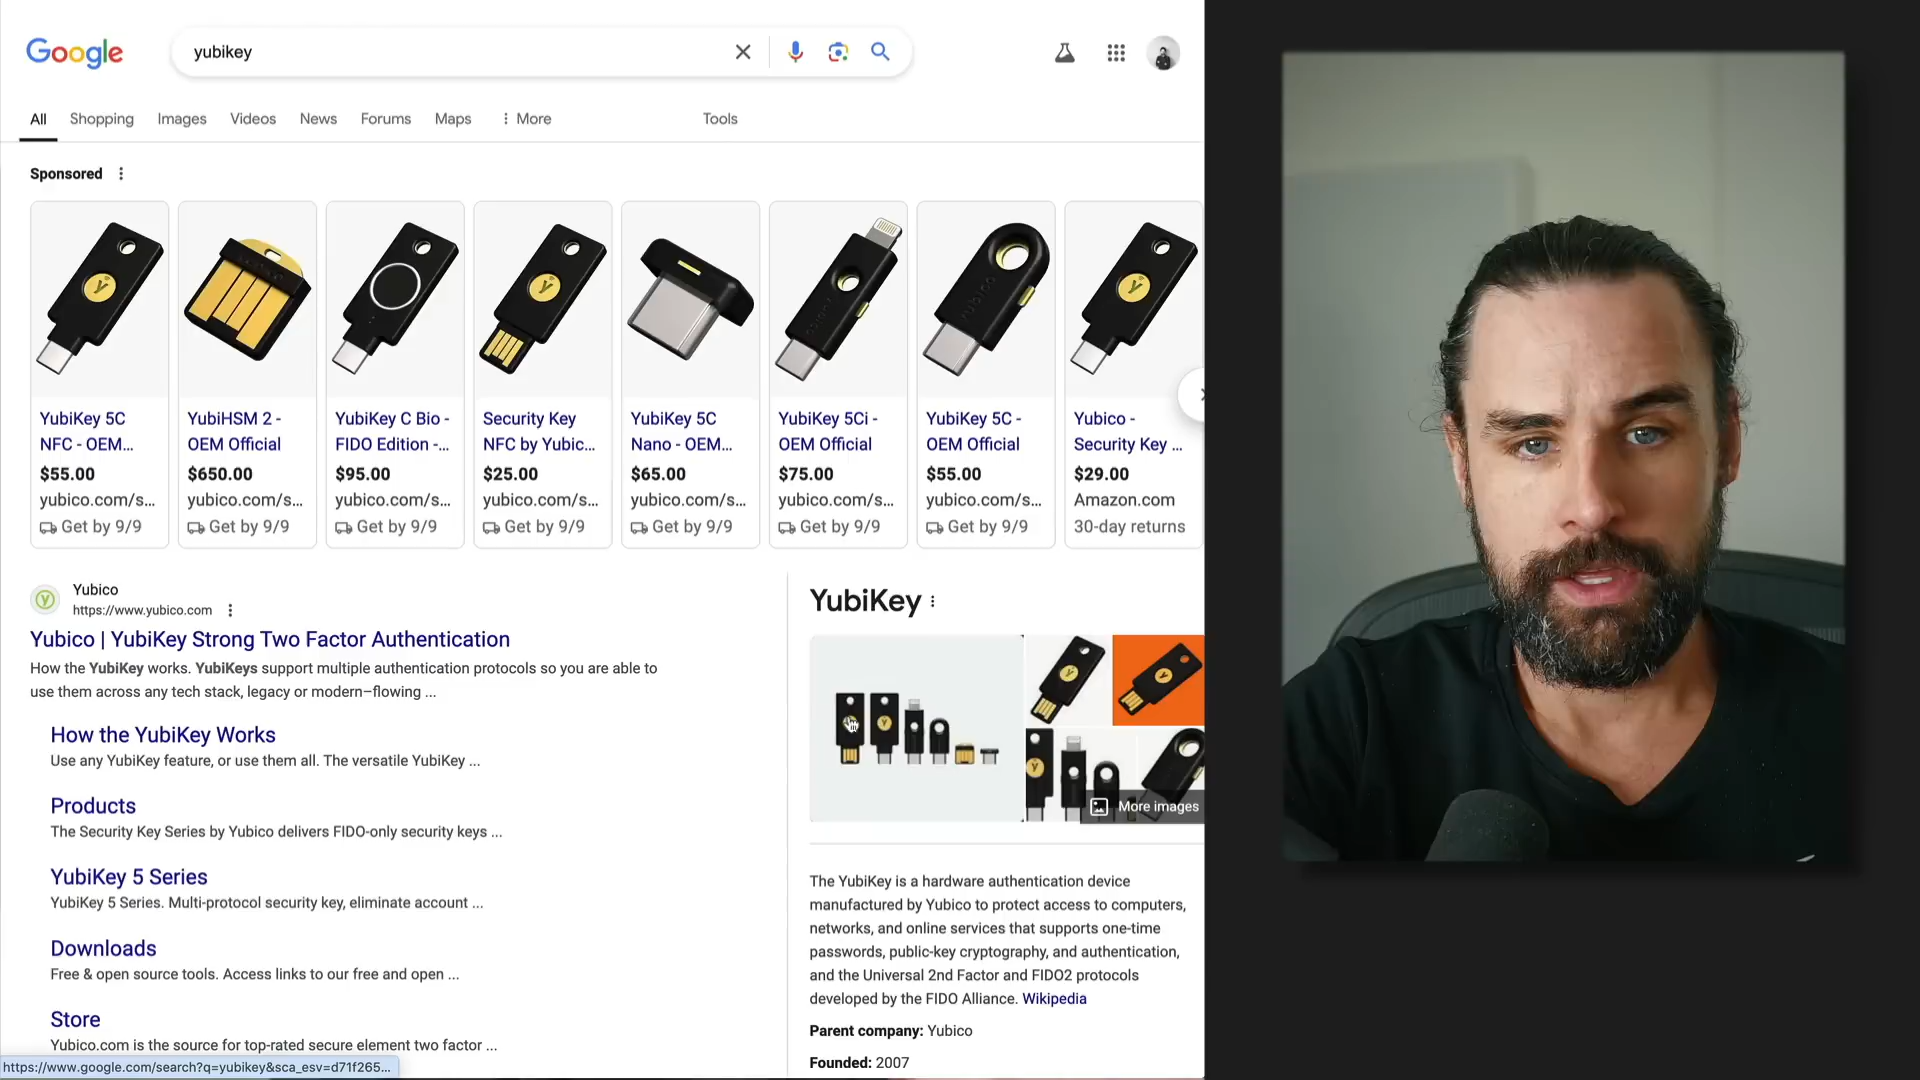 Google
yubikey
All
Shopping
Images
Videos
News
Forums
Maps
More
Tools
Sponsored
YubiKey 5C
NFC - OEM...
$55.00
yubico.com/s...
Get by 9/9
YubiHSM 2 -
OEM Official
$650.00
yubico.com/s...
Get by 9/9
YubiKey C Bio -
FIDO Edition -...
$95.00
yubico.com/s...
Get by 9/9
Security Key
NFC by Yubic...
$25.00
yubico.com/s...
Get by 9/9
YubiKey 5C
Nano - OEM...
$65.00
yubico.com/s...
Get by 9/9
YubiKey 5Ci -
OEM Official
$75.00
yubico.com/s...
Get by 9/9
YubiKey 5C -
OEM Official
$55.00
yubico.com/s...
Get by 9/9
Yubico -
Security Key ...
$29.00
Amazon.com
30-day returns
Yubico
https://www.yubico.com
Yubico | YubiKey Strong Two Factor Authentication
How the YubiKey works. YubiKeys support multiple authentication protocols so you are able to
use them across any tech stack, legacy or modern–flowing ...
How the YubiKey Works
Use any YubiKey feature, or use them all. The versatile YubiKey ...
Products
The Security Key Series by Yubico delivers FIDO-only security keys ...
YubiKey 5 Series
YubiKey 5 Series. Multi-protocol security key, eliminate account ...
Downloads
Free & open source tools. Access links to our free and open ...
Store
Yubico.com is the source for top-rated secure element two factor ...
https://www.google.com/search?q=yubikey&sca_esv=d71f265...
YubiKey
More images
The YubiKey is a hardware authentication device
manufactured by Yubico to protect access to computers,
networks, and online services that supports one-time
passwords, public-key cryptography, and authentication,
and the Universal 2nd Factor and FIDO2 protocols
developed by the FIDO Alliance. Wikipedia
Parent company: Yubico
Founded: 2007